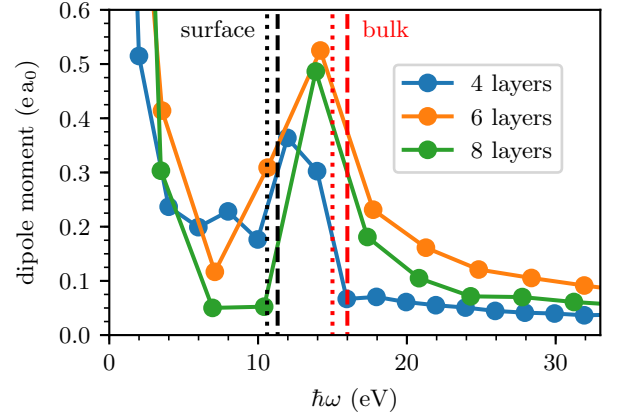 0.6
0.5
0.4
0.3
0.2
0.1
0.0
dipole moment (e a₀)
surface
bulk
4 layers
6 layers
8 layers
0 10 20 30
ħω (eV)